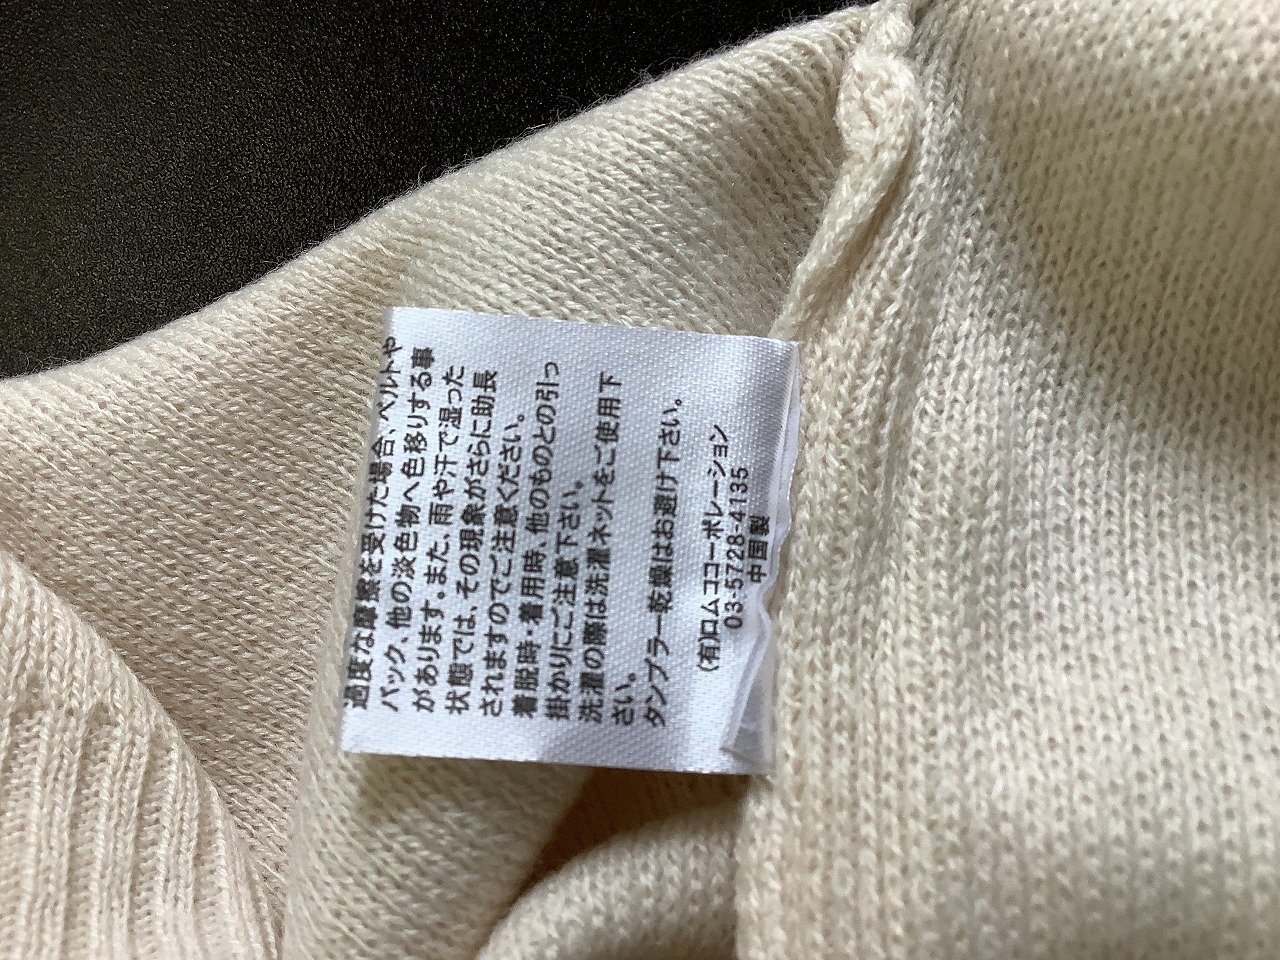 過度な摩擦を受けた場合、ベルトや
バック、他の淡色物へ色移りする事
があります。また、雨や汗で湿った
状態では、その現象がさらに助長
されますのでご注意ください。
着脱時・着用時、他のものとの引っ
掛かりにご注意下さい。
洗濯の際は洗濯ネットをご使用下
さい。
タンブラー乾燥はお避け下さい。
(有)ロムココーポレーション
03-5728-4135
中国製